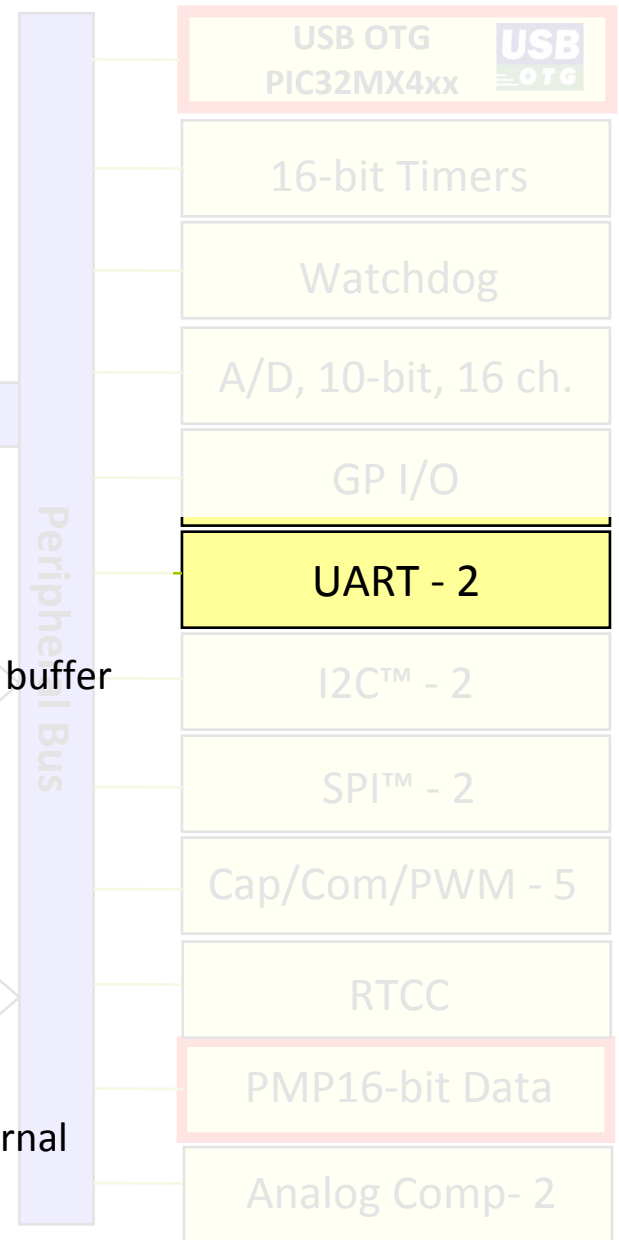 USB OTG
PIC32MX4xx
USB
OTG
16-bit Timers
Watchdog
A/D, 10-bit, 16 ch.
GP I/O
UART - 2
Peripheral Bus
buffer
I2C™ - 2
SPI™ - 2
Cap/Com/PWM - 5
RTCC
PMP16-bit Data
rnal
Analog Comp- 2